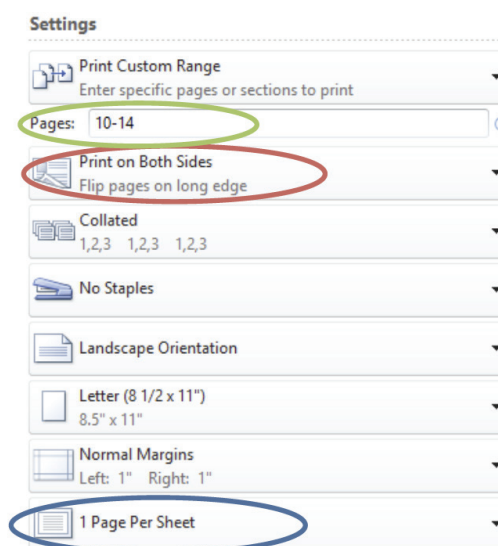 Settings
Print Custom Range
Enter specific pages or sections to print
Pages: 10-14
Print on Both Sides
Flip pages on long edge
Collated
1,2,3 1,2,3 1,2,3
No Staples
Landscape Orientation
Letter (8 1/2 x 11")
8.5" x 11"
Normal Margins
Left: 1" Right: 1"
1 Page Per Sheet